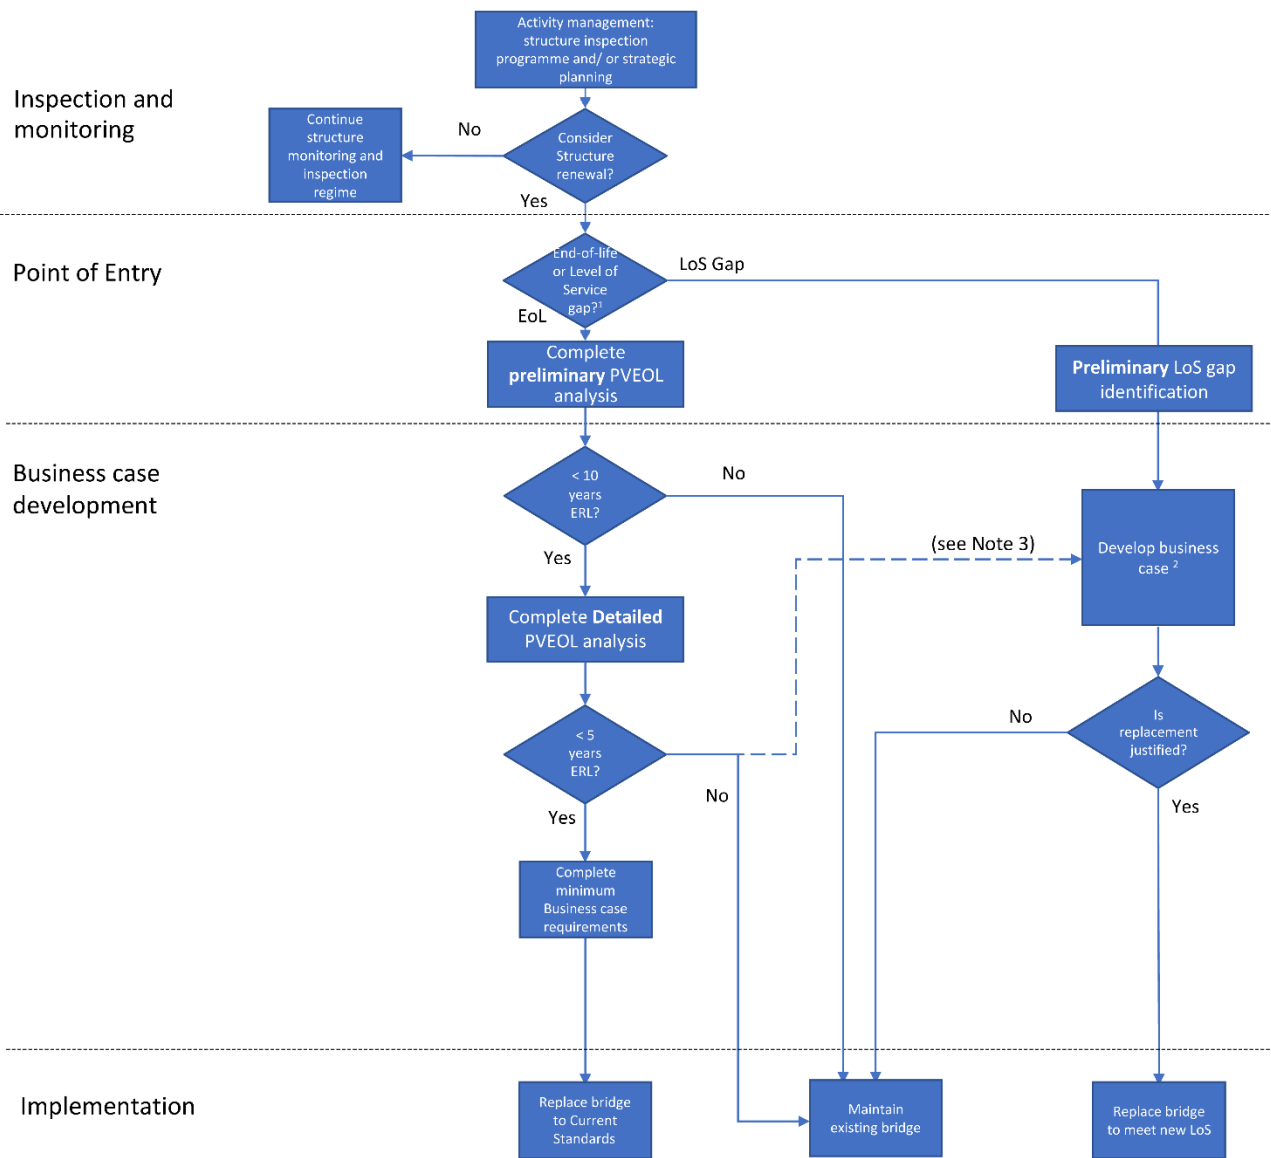 Activity management:
structure inspection
programme and/ or strategic
planning
Inspection and
monitoring
Continue
structure
monitoring and
inspection
regime
No
Consider
Structure
renewal?
Yes
Point of Entry
End-of-life
or Level of
Service
gap?1
LoS Gap
EoL
Complete
preliminary PVEOL
analysis
Preliminary LoS gap
identification
Business case
development
< 10
years
ERL?
No
Yes
(see Note 3)
Develop business
case 2
Complete Detailed
PVEOL analysis
< 5
years
ERL?
No
Yes
No
Is
replacement
justified?
Yes
Complete
minimum
Business case
requirements
Implementation
Replace bridge
to Current
Standards
Maintain
existing bridge
Replace bridge
to meet new LoS